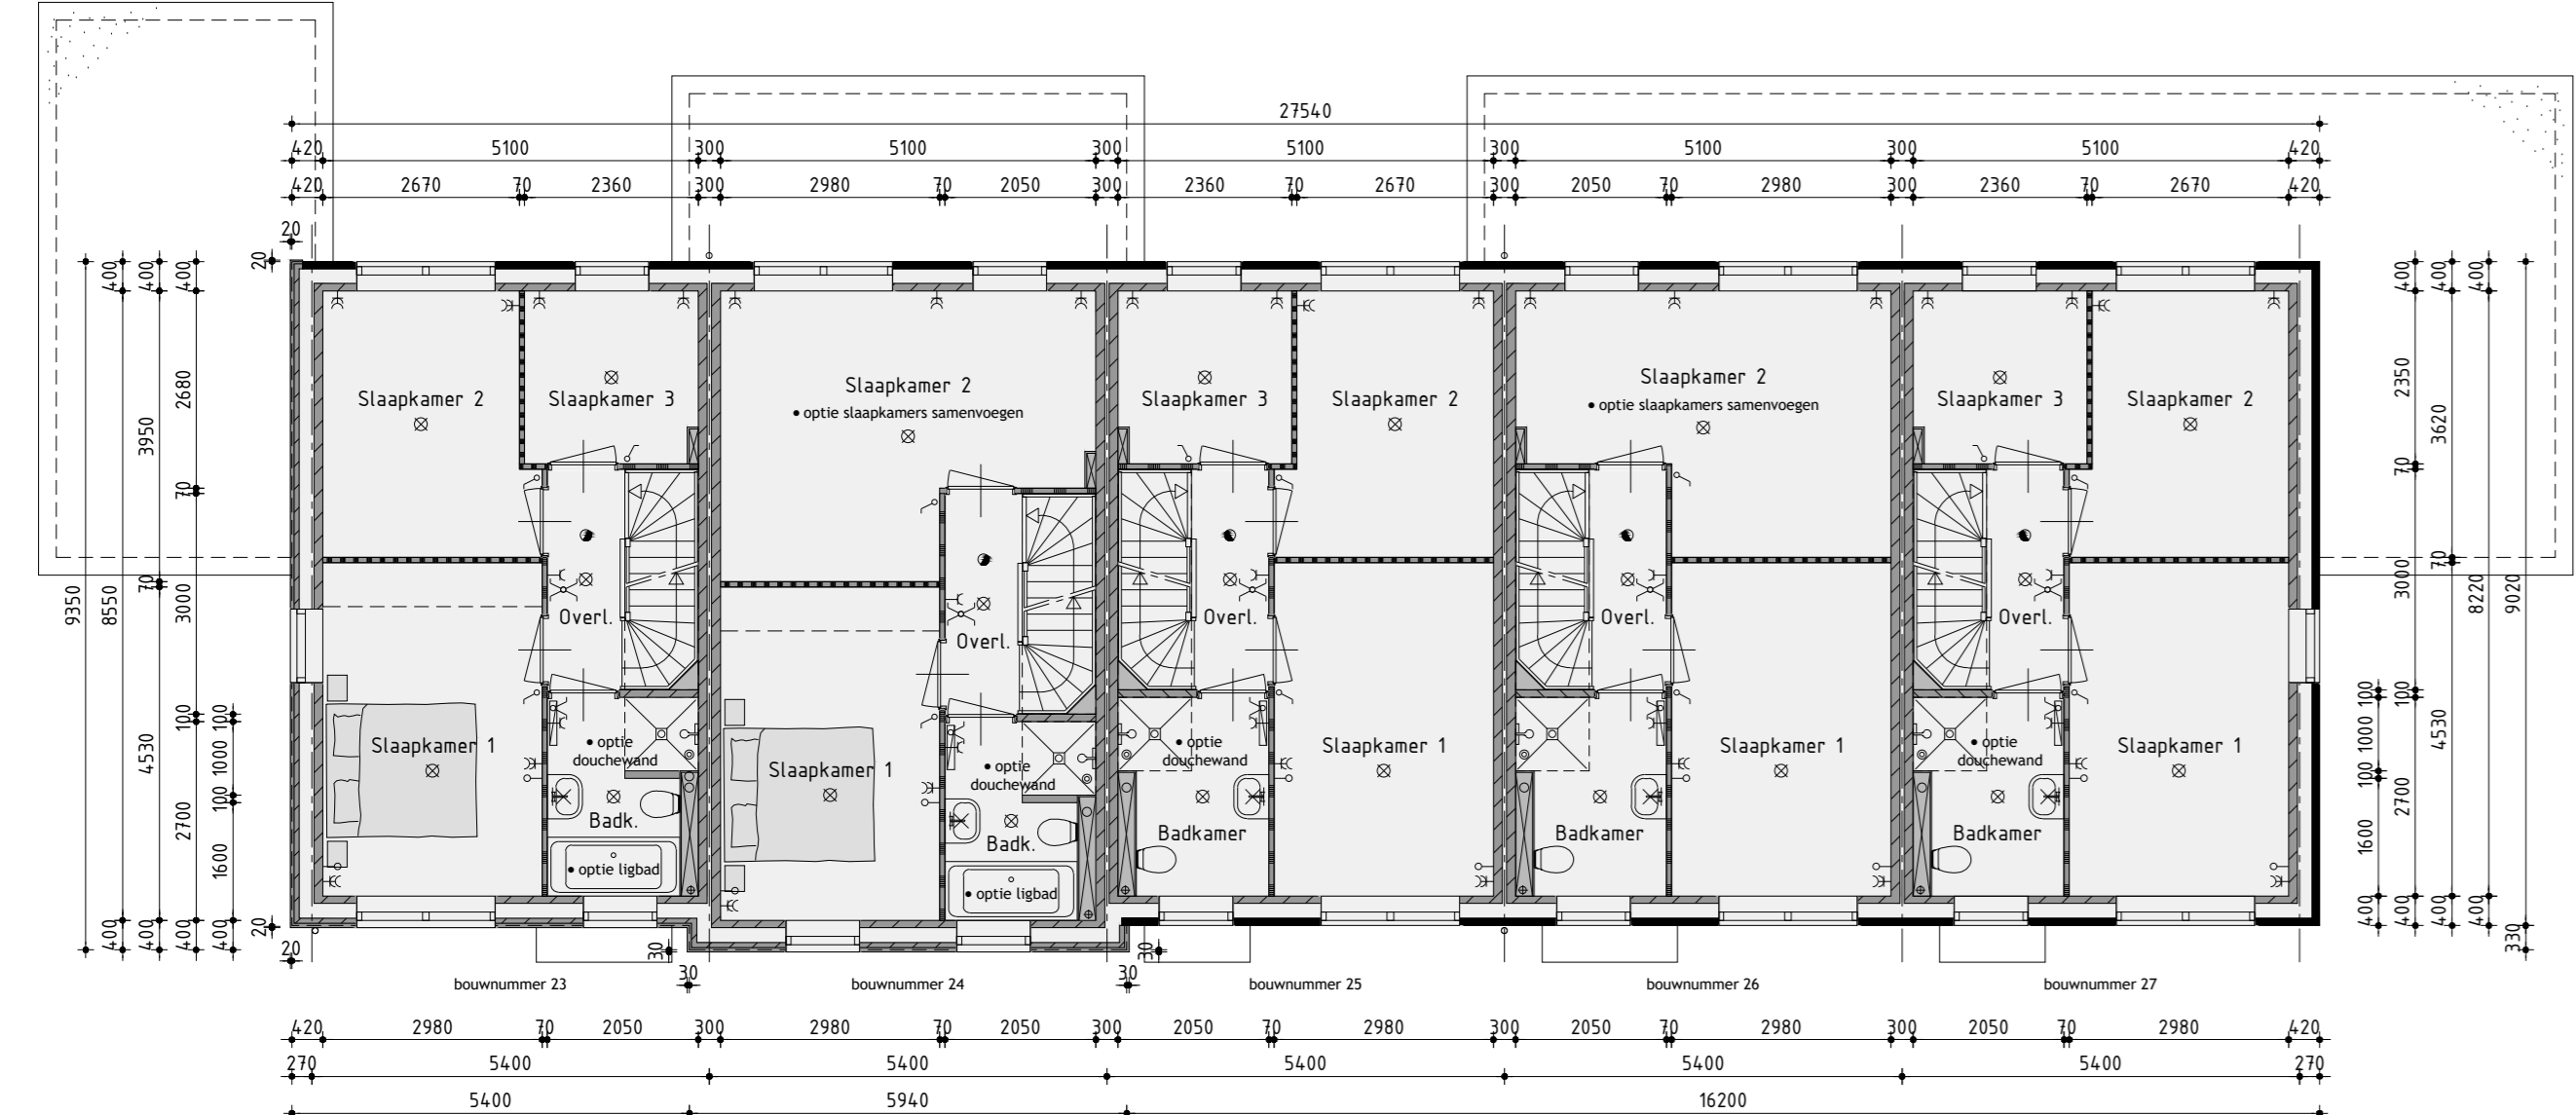 27540
420 5100 300 5100 300 5100 300 5100 300 5100 420
420 2670 70 2360 300 2980 70 2050 300 2360 70 2670 300 2050 70 2980 300 2360 70 2670 420
20
20
400 400 400
400 400 400
2680
3950
70
3000
70
9350
8550
4530
100 100
1000
100
2700
1600
400 400 400 400
20
20
2350
3620
70
3000
70
8220
9020
100 100
1000
100
4530
2700
1600
400 400 400 400
330
Slaapkamer 2
Slaapkamer 3
Slaapkamer 2
• optie slaapkamers samenvoegen
Slaapkamer 3
Slaapkamer 2
Slaapkamer 2
• optie slaapkamers samenvoegen
Slaapkamer 3
Slaapkamer 2
Overl.
Overl.
Overl.
Overl.
Overl.
Slaapkamer 1
• optie
douchewand
Badk.
• optie ligbad
Slaapkamer 1
• optie
douchewand
Badk.
• optie ligbad
• optie
douchewand
Badkamer
Slaapkamer 1
Badkamer
Slaapkamer 1
• optie
douchewand
Badkamer
Slaapkamer 1
30
30
30
30
bouwnummer 23
bouwnummer 24
bouwnummer 25
bouwnummer 26
bouwnummer 27
420 2980 70 2050 300 2980 70 2050 300 2050 70 2980 300 2050 70 2980 300 2050 70 2980 420
270 5400 5400 5400 5400 5400 270
5400 5940 16200